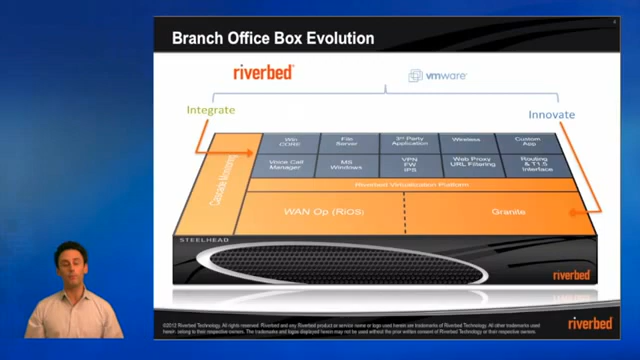 Branch Office Box Evolution
riverbed
vmware
Integrate
Innovate
Win CORE
File Server
3rd Party Application
Wireless
Custom App
Voice Call Manager
MS Windows
VPN FW IPS
Web Proxy URL Filtering
Routing & T1.5 Interface
Cascade Monitoring
Riverbed Virtualization Platform
WAN Op (RiOS)
Granite
STEELHEAD
riverbed
©2012 Riverbed Technology. All rights reserved. Riverbed and any Riverbed product or service name or logo used herein are trademarks of Riverbed Technology. All other trademarks used
herein belong to their respective owners. The trademarks and logos displayed herein may not be used without the prior written consent of Riverbed Technology or their respective owners.
riverbed